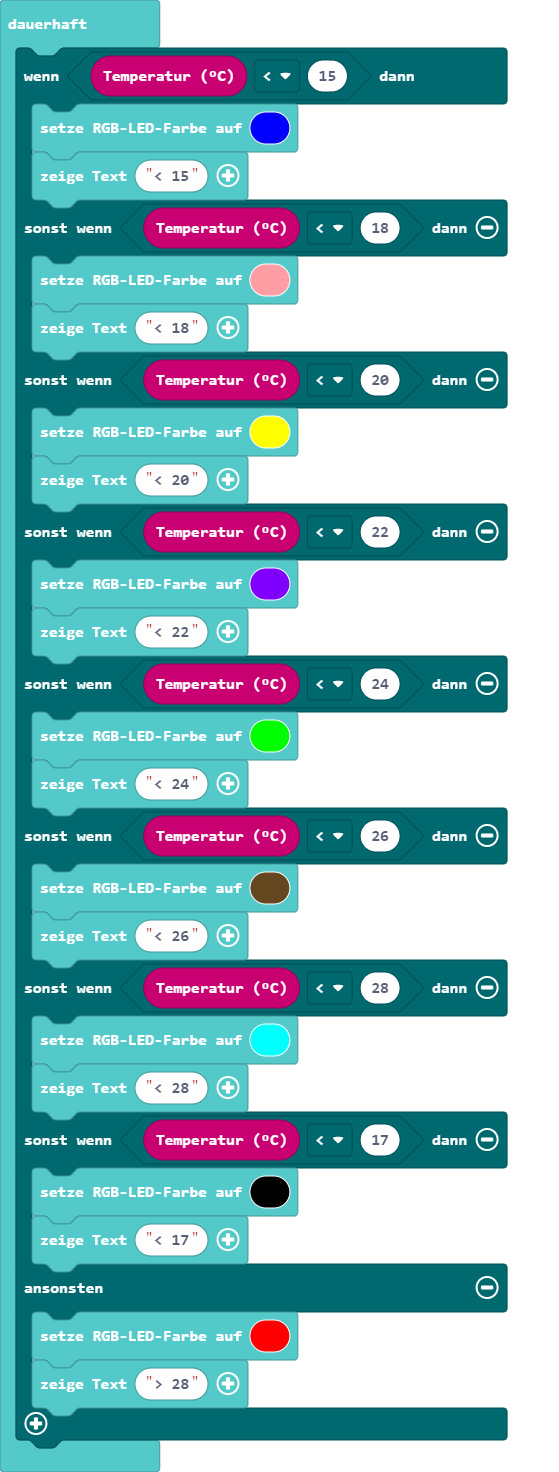 dauerhaft
wenn Temperatur (ºC) < 15 dann
setze RGB-LED-Farbe auf
zeige Text "< 15"
sonst wenn Temperatur (ºC) < 18 dann
setze RGB-LED-Farbe auf
zeige Text "< 18"
sonst wenn Temperatur (ºC) < 20 dann
setze RGB-LED-Farbe auf
zeige Text "< 20"
sonst wenn Temperatur (ºC) < 22 dann
setze RGB-LED-Farbe auf
zeige Text "< 22"
sonst wenn Temperatur (ºC) < 24 dann
setze RGB-LED-Farbe auf
zeige Text "< 24"
sonst wenn Temperatur (ºC) < 26 dann
setze RGB-LED-Farbe auf
zeige Text "< 26"
sonst wenn Temperatur (ºC) < 28 dann
setze RGB-LED-Farbe auf
zeige Text "< 28"
sonst wenn Temperatur (ºC) < 17 dann
setze RGB-LED-Farbe auf
zeige Text "< 17"
ansonsten
setze RGB-LED-Farbe auf
zeige Text "> 28"